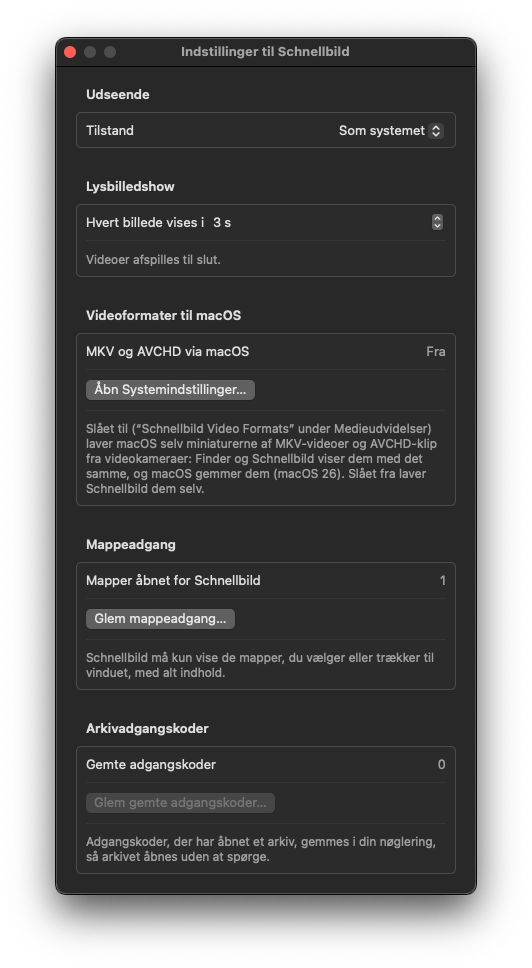 Indstillinger til Schnellbild
Udseende
Tilstand
Som systemet
Lysbilledshow
Hvert billede vises i 3 s
Videoer afspilles til slut.
Videoformater til macOS
MKV og AVCHD via macOS
Fra
Åbn Systemindstillinger...
Slået til (“Schnellbild Video Formats” under Medieudvidelser)
laver macOS selv miniaturerne af MKV-videoer og AVCHD-klip
fra videokameraer: Finder og Schnellbild viser dem med det
samme, og macOS gemmer dem (macOS 26). Slået fra laver
Schnellbild dem selv.
Mappeadgang
Mapper åbnet for Schnellbild
1
Glem mappeadgang...
Schnellbild må kun vise de mapper, du vælger eller trækker til
vinduet, med alt indhold.
Arkivadgangskoder
Gemte adgangskoder
0
Glem gemte adgangskoder...
Adgangskoder, der har åbnet et arkiv, gemmes i din nøglering,
så arkivet åbnes uden at spørge.